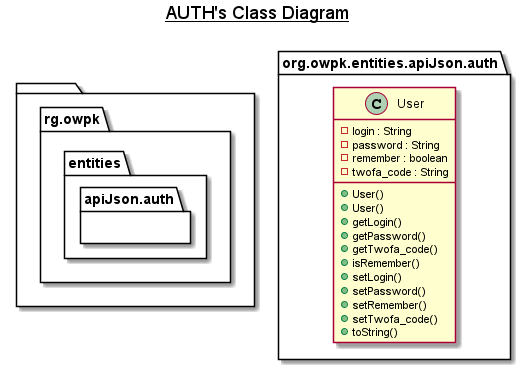 AUTH's Class Diagram
rg.owpk
entities
apiJson.auth
org.owpk.entities.apiJson.auth
C User
login : String
password : String
remember : boolean
twofa_code : String
User()
User()
getLogin()
getPassword()
getTwofa_code()
isRemember()
setLogin()
setPassword()
setRemember()
setTwofa_code()
toString()